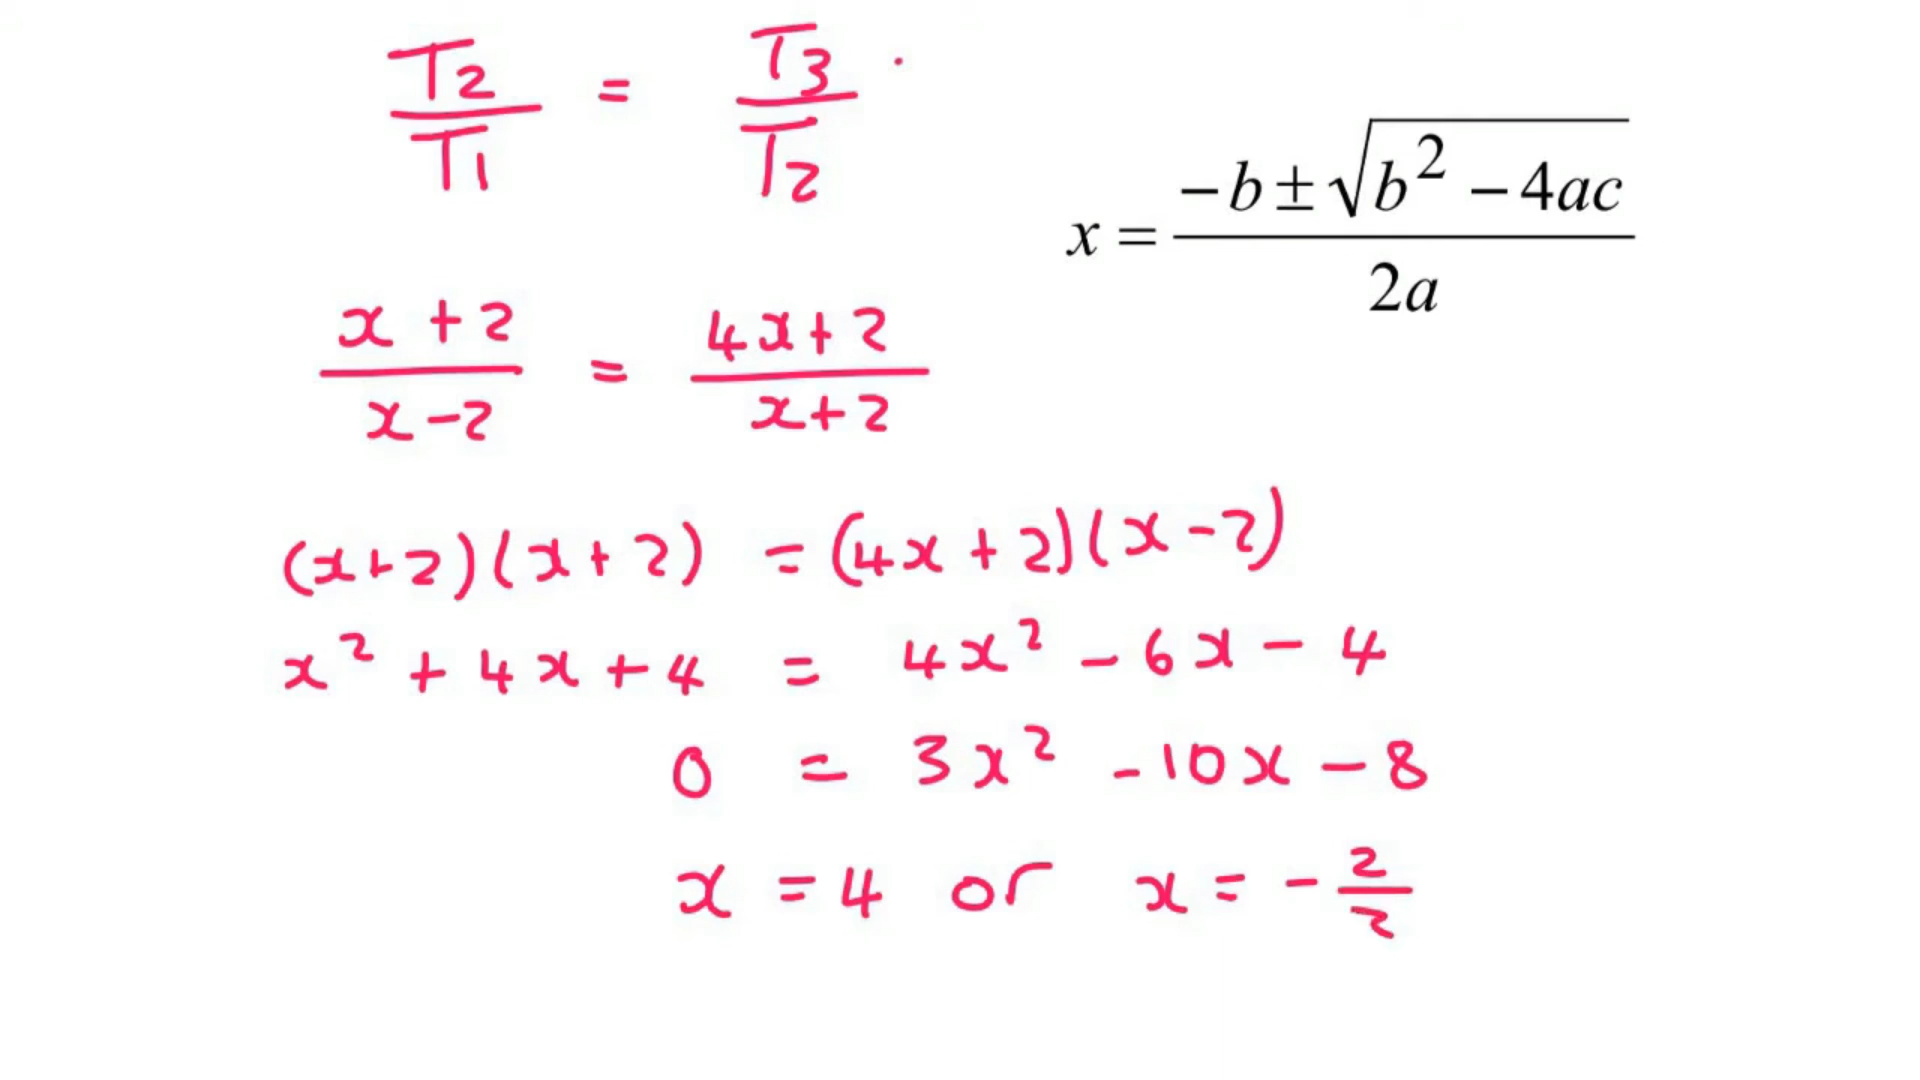 T2/T1 = T3/T2
x = (−b ± √(b² − 4ac))/2a
(x + 2)/(x − 2) = (4x + 2)/(x + 2)
(x + 2)(x + 2) = (4x + 2)(x − 2)
x² + 4x + 4 = 4x² − 6x − 4
0 = 3x² − 10x − 8
x = 4 or x = − 2/2